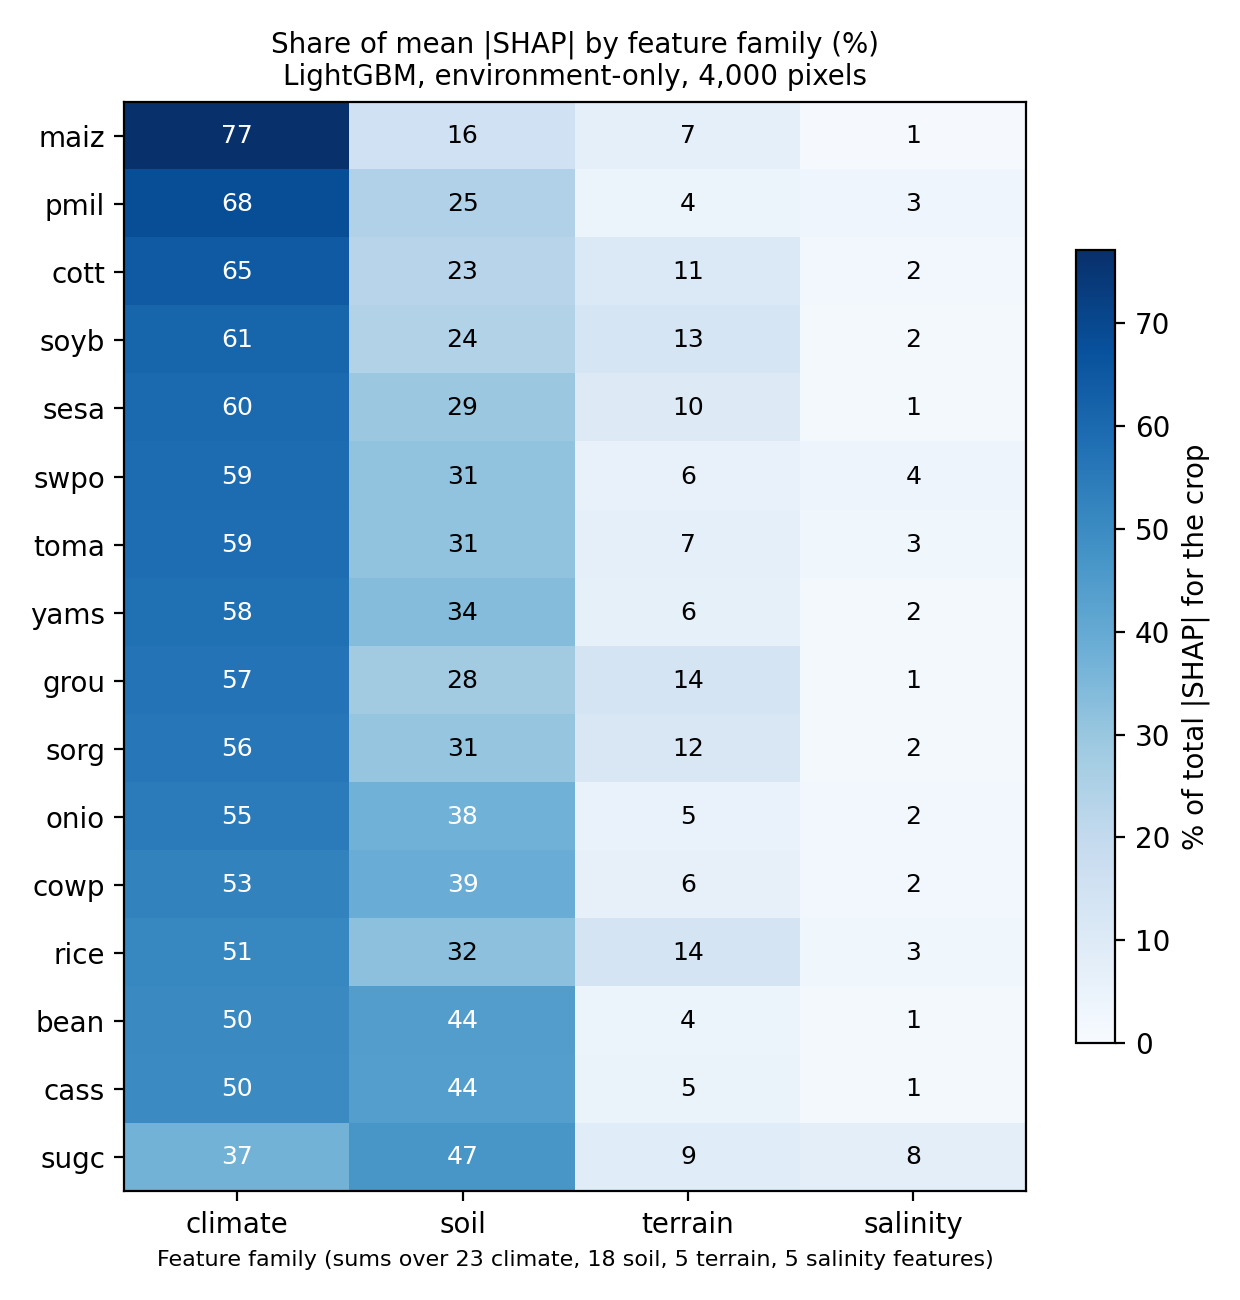 Share of mean |SHAP| by feature family (%)
LightGBM, environment-only, 4,000 pixels
maiz 77 16 7 1
pmil 68 25 4 3
cott 65 23 11 2
soyb 61 24 13 2
sesa 60 29 10 1
swpo 59 31 6 4
toma 59 31 7 3
yams 58 34 6 2
grou 57 28 14 1
sorg 56 31 12 2
onio 55 38 5 2
cowp 53 39 6 2
rice 51 32 14 3
bean 50 44 4 1
cass 50 44 5 1
sugc 37 47 9 8
climate soil terrain salinity
Feature family (sums over 23 climate, 18 soil, 5 terrain, 5 salinity features)
70
60
50
40
30
20
10
0
% of total |SHAP| for the crop